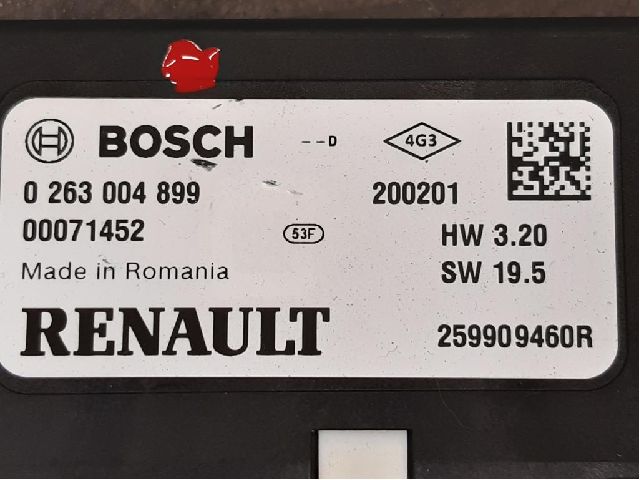 BOSCH --D 4G3
0 263 004 899 200201
00071452 53F HW 3.20
Made in Romania SW 19.5
RENAULT 259909460R